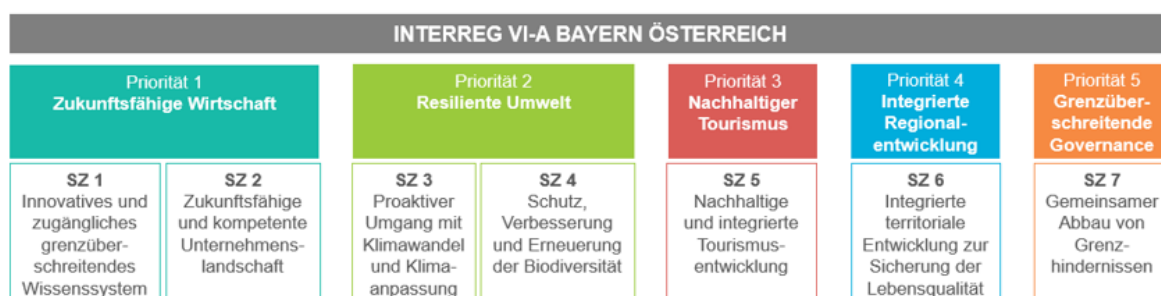 INTERREG VI-A BAYERN ÖSTERREICH
Priorität 1
Zukunftsfähige Wirtschaft
Priorität 2
Resiliente Umwelt
Priorität 3
Nachhaltiger
Tourismus
Priorität 4
Integrierte
Regional-
entwicklung
Priorität 5
Grenzüber-
schreitende
Governance
SZ 1
Innovatives und
zugängliches
grenzüber-
schreitendes
Wissenssystem
SZ 2
Zukunftsfähige
und kompetente
Unternehmens-
landschaft
SZ 3
Proaktiver
Umgang mit
Klimawandel
und Klima-
anpassung
SZ 4
Schutz,
Verbesserung
und Erneuerung
der Biodiversität
SZ 5
Nachhaltige
und integrierte
Tourismus-
entwicklung
SZ 6
Integrierte
territoriale
Entwicklung zur
Sicherung der
Lebensqualität
SZ 7
Gemeinsamer
Abbau von
Grenz-
hindernissen